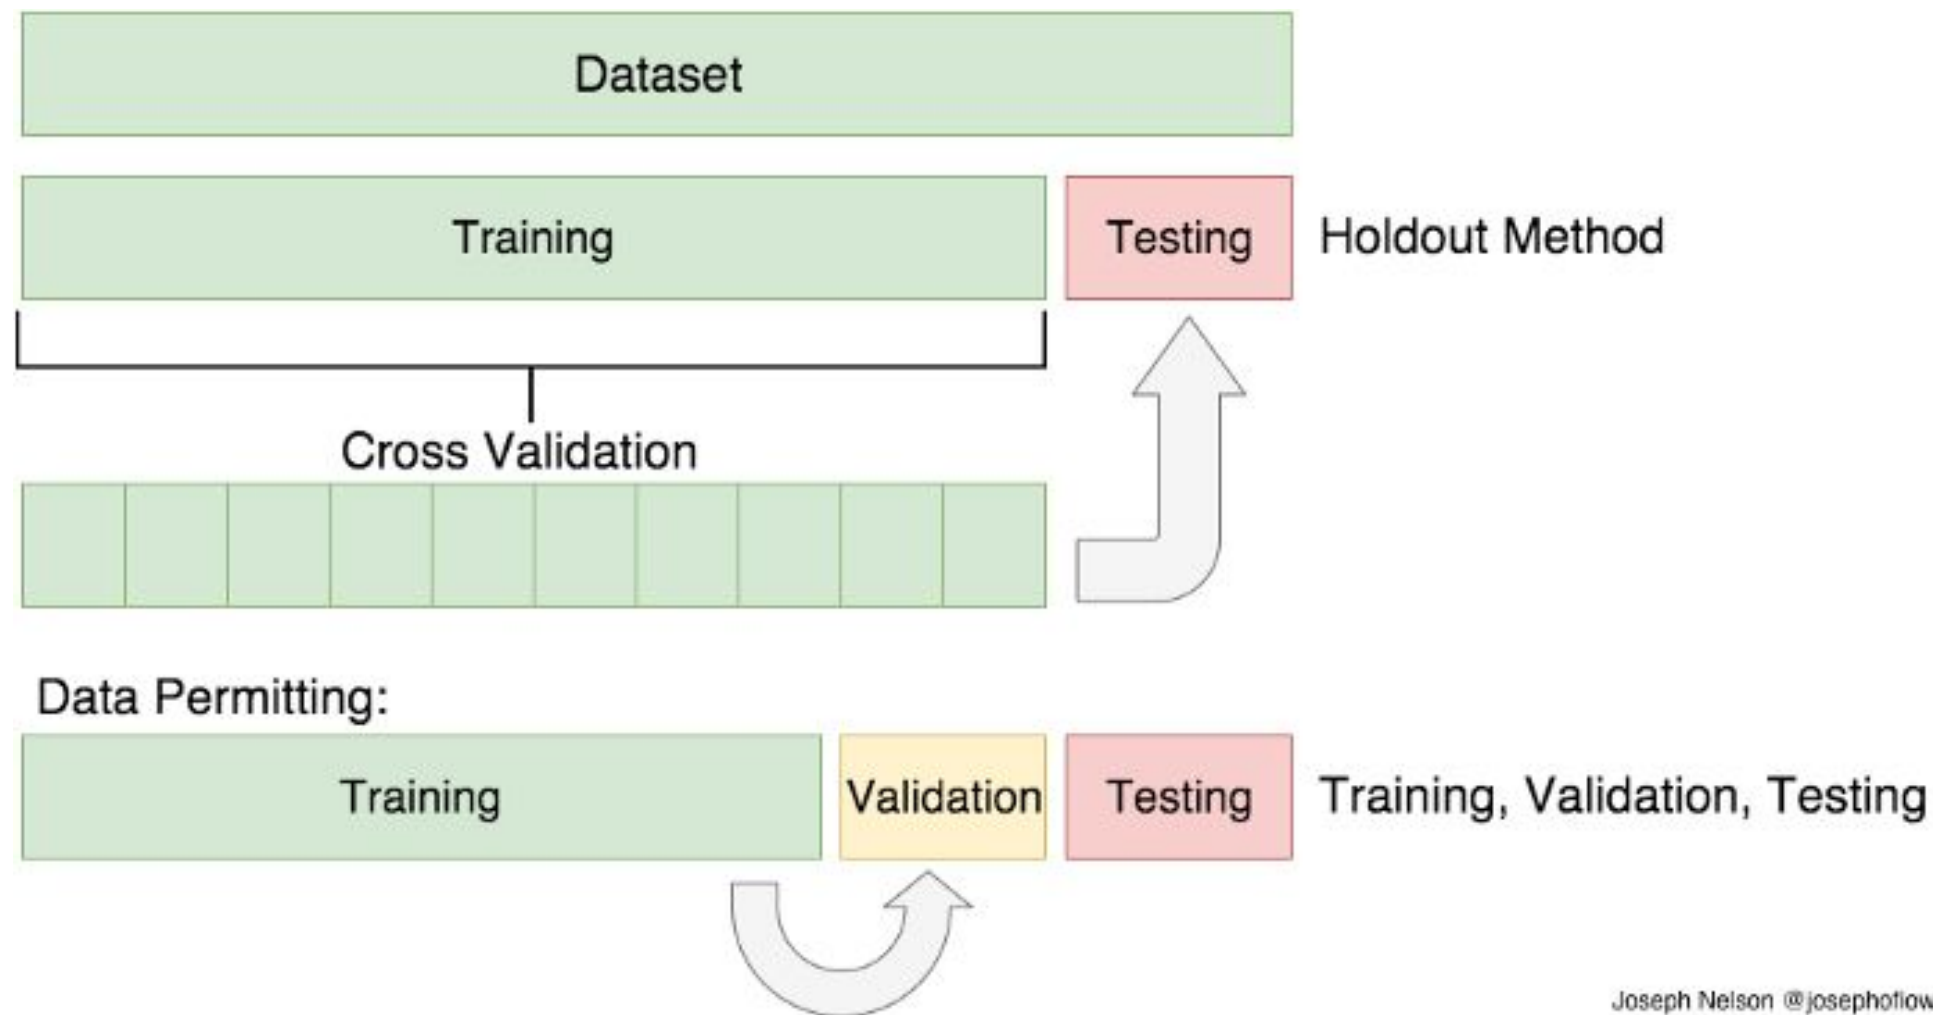 Dataset
Training Testing Holdout Method
Cross Validation
Data Permitting:
Training Validation Testing Training, Validation, Testing
Joseph Nelson @josephofiow